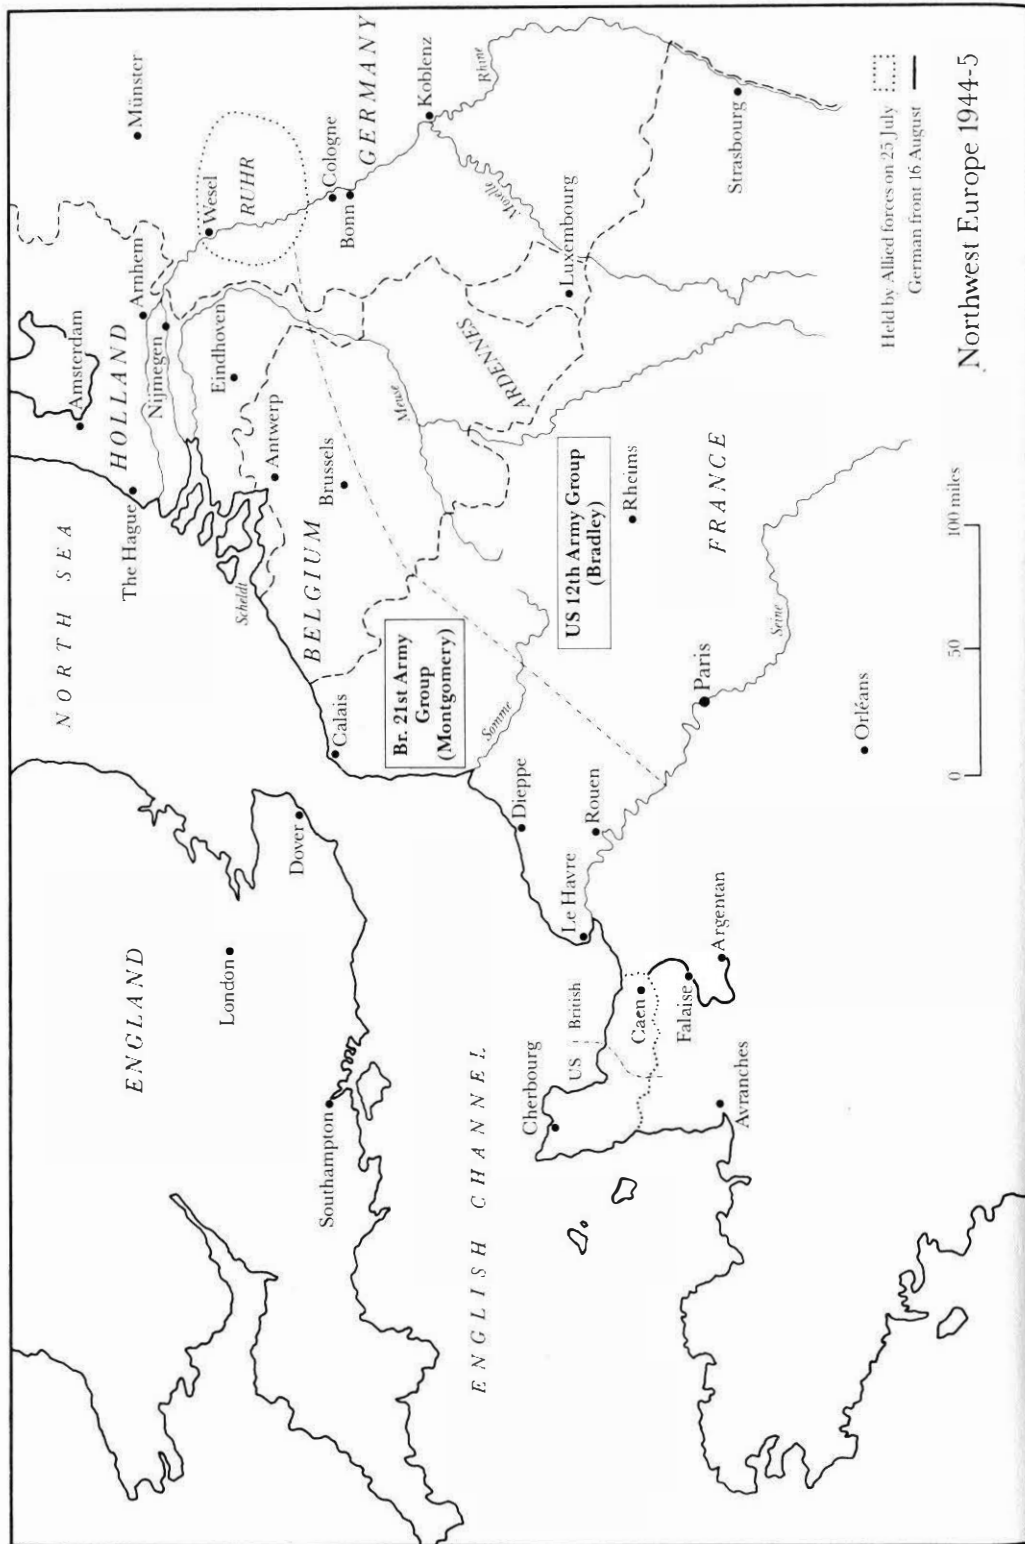 ENGLAND
London
Southampton
Dover
NORTH SEA
ENGLISH CHANNEL
HOLLAND
Amsterdam
The Hague
Arnhem
Nijmegen
Eindhoven
Münster
Wesel
RUHR
Cologne
Bonn
GERMANY
Koblenz
Rhine
Moselle
Scheldt
Antwerp
Brussels
BELGIUM
Meuse
ARDENNES
Luxembourg
Strasbourg
Calais
Br. 21st Army
Group
(Montgomery)
Somme
US 12th Army Group
(Bradley)
Rheums
FRANCE
Dieppe
Rouen
Le Havre
Paris
Seine
Orléans
Cherbourg
US
British
Caen
Falaise
Argentan
Avranches
0 50 100 miles
Held by Allied forces on 25 July
German front 16 August
Northwest Europe 1944-5